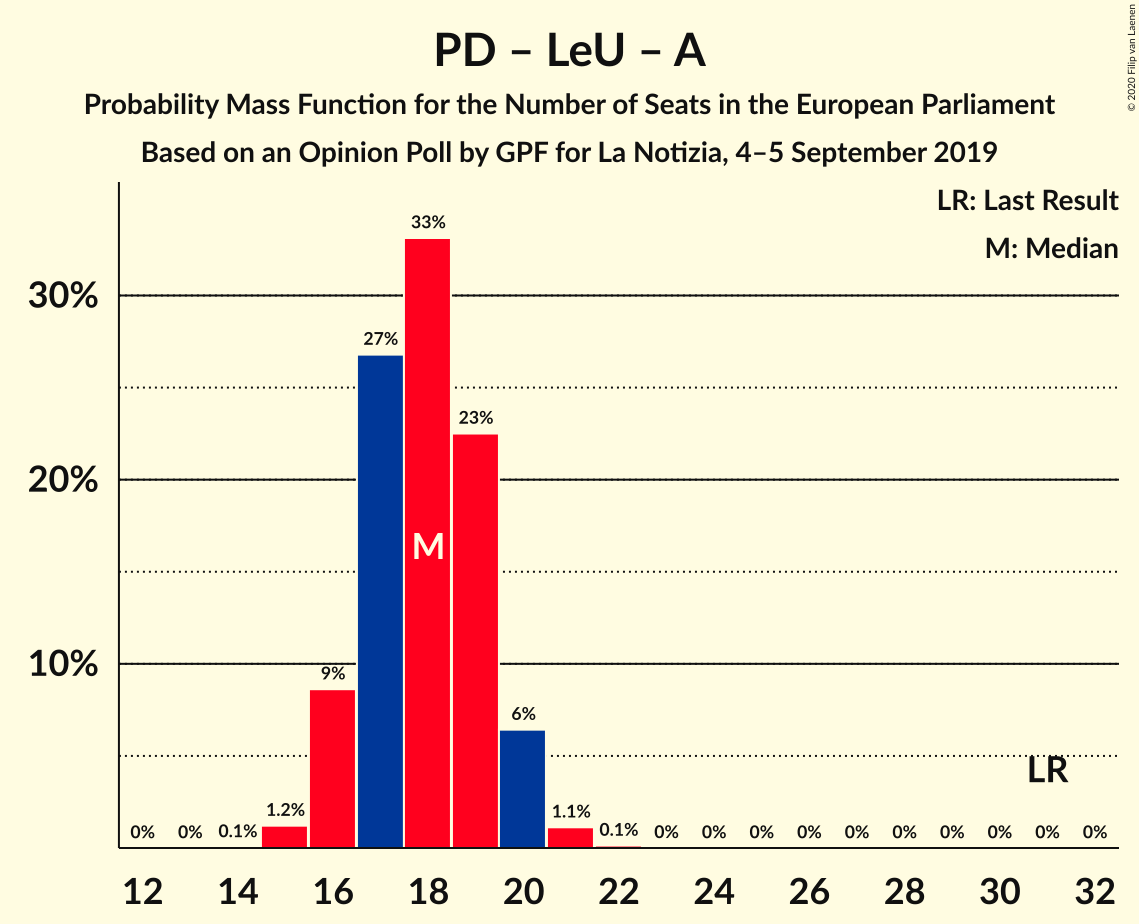 PD – LeU – A
Probability Mass Function for the Number of Seats in the European Parliament
Based on an Opinion Poll by GPF for La Notizia, 4–5 September 2019
© 2020 Filip van Laenen
LR: Last Result
M: Median
30%
20%
10%
0% 0% 0.1% 1.2% 9% 27% 33% 23% 6% 1.1% 0.1% 0% 0% 0% 0% 0% 0% 0% 0% 0% 0%
M
LR
12 14 16 18 20 22 24 26 28 30 32